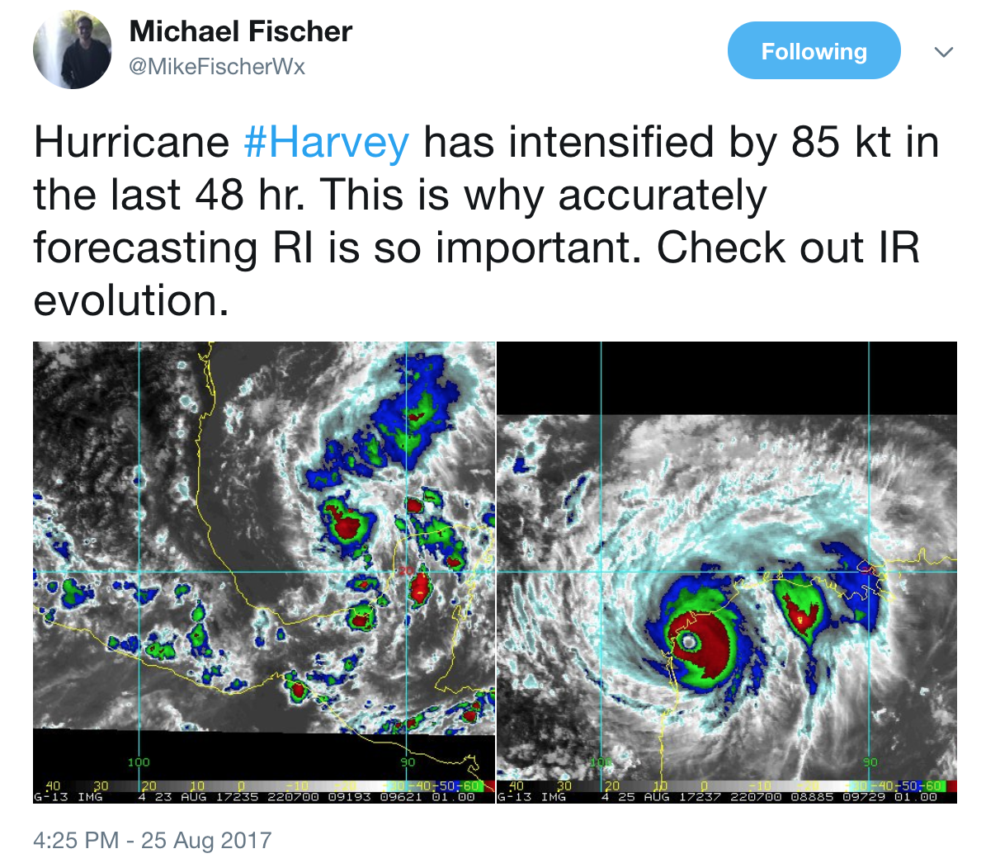 Michael Fischer
@MikeFischerWx
Following
Hurricane #Harvey has intensified by 85 kt in
the last 48 hr. This is why accurately
forecasting RI is so important. Check out IR
evolution.
20
100 90
40 30 20 10 0 -10 -20 -30 -40 -50 -60
G-13 IMG 4 23 AUG 17235 220700 09193 09621 01.00
100 90
40 30 20 10 0 -10 -20 -30 -40 -50 -60
G-13 IMG 4 25 AUG 17237 220700 08885 09729 01.00
4:25 PM - 25 Aug 2017